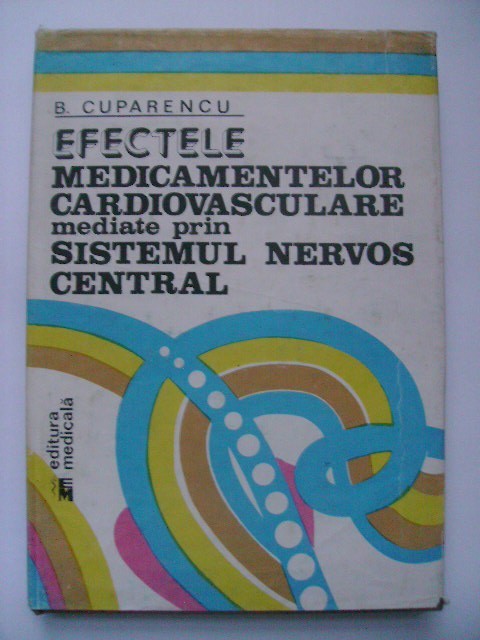 B. CUPARENCU
EFECTELE
MEDICAMENTELOR
CARDIOVASCULARE
mediate prin
SISTEMUL NERVOS
CENTRAL
editura
medicală